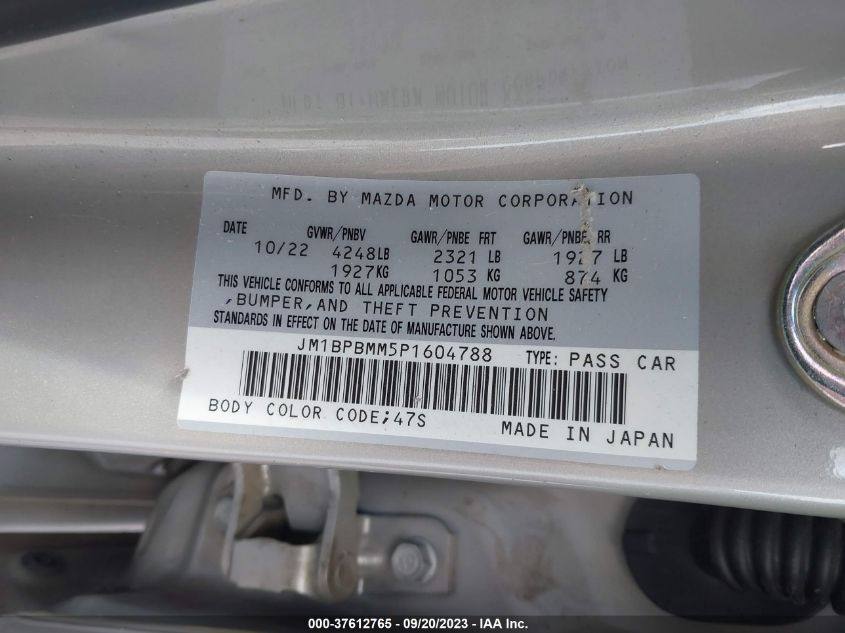 MFD. BY MAZDA MOTOR CORPORATION
DATE GVWR/PNBV GAWR/PNBE FRT GAWR/PNBE RR
10/22 4248LB 2321 LB 1927 LB
1927KG 1053 KG 874 KG
THIS VEHICLE CONFORMS TO ALL APPLICABLE FEDERAL MOTOR VEHICLE SAFETY
,BUMPER,AND THEFT PREVENTION
STANDARDS IN EFFECT ON THE DATE OF MANUFACTURE SHOWN ABOVE.
JM1BPBMM5P1604788 TYPE: PASS CAR
BODY COLOR CODE;47S MADE IN JAPAN
000-37612765 - 09/20/2023 - IAA Inc.